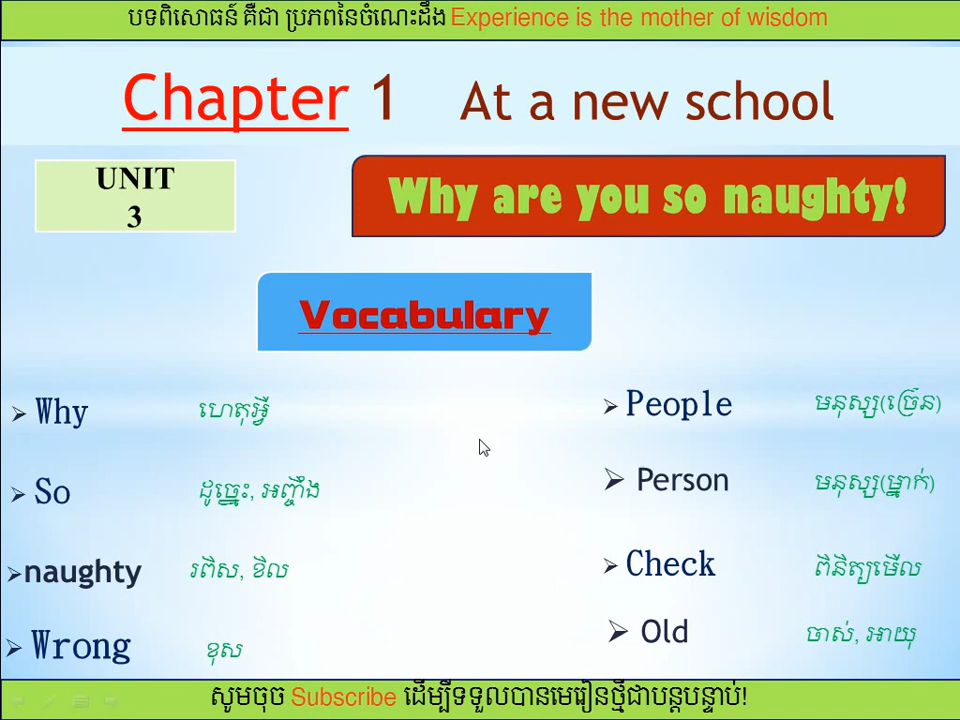 បទពិសោធន៍ គឺជា ប្រភពនៃចំណេះដឹង Experience is the mother of wisdom
Chapter 1 At a new school
UNIT
3
Why are you so naughty!
Vocabulary
Why ហេតុអ្វី
So ដូច្នេះ, អញ្ចឹង
naughty រពិស, ខិល
Wrong ខុស
People មនុស្ស(ច្រើន)
Person មនុស្ស(ម្នាក់)
Check ពិនិត្យមើល
Old ចាស់, អាយុ
សូមចុច Subscribe ដើម្បីទទួលបានមេរៀនថ្មីជាបន្តបន្ទាប់!